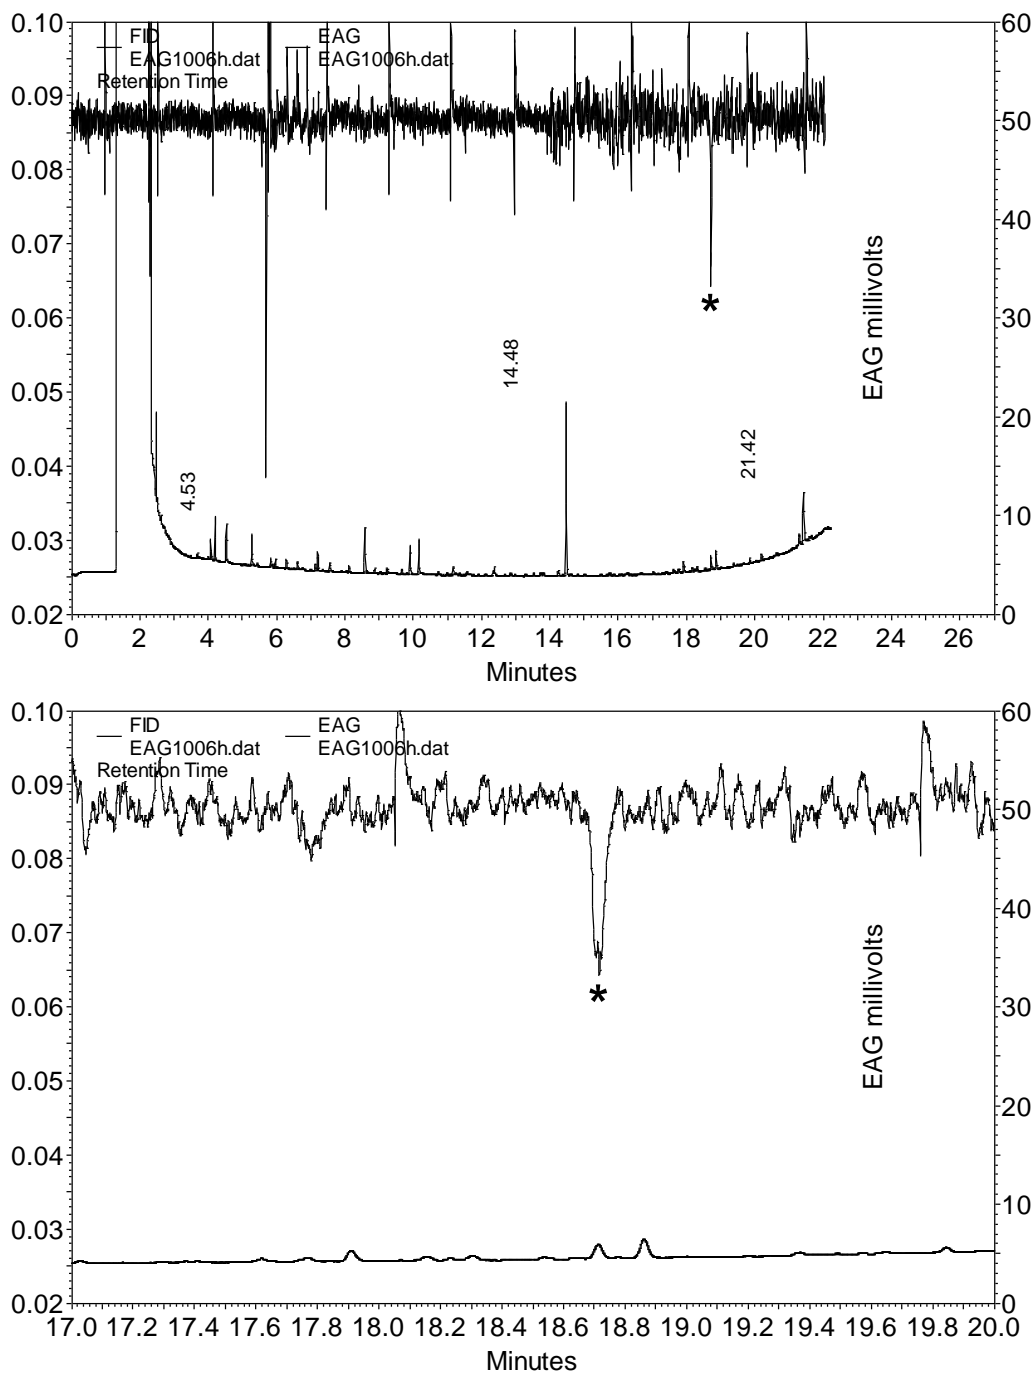 0.10
0.09
0.08
0.07
0.06
0.05
0.04
0.03
0.02
FID
EAG1006h.dat
Retention Time
EAG
EAG1006h.dat
4.53
14.48
21.42
*
60
50
40
30
20
10
0
EAG millivolts
0 2 4 6 8 10 12 14 16 18 20 22 24 26
Minutes
0.10
0.09
0.08
0.07
0.06
0.05
0.04
0.03
0.02
FID
EAG1006h.dat
Retention Time
EAG
EAG1006h.dat
*
60
50
40
30
20
10
0
EAG millivolts
17.0 17.2 17.4 17.6 17.8 18.0 18.2 18.4 18.6 18.8 19.0 19.2 19.4 19.6 19.8 20.0
Minutes